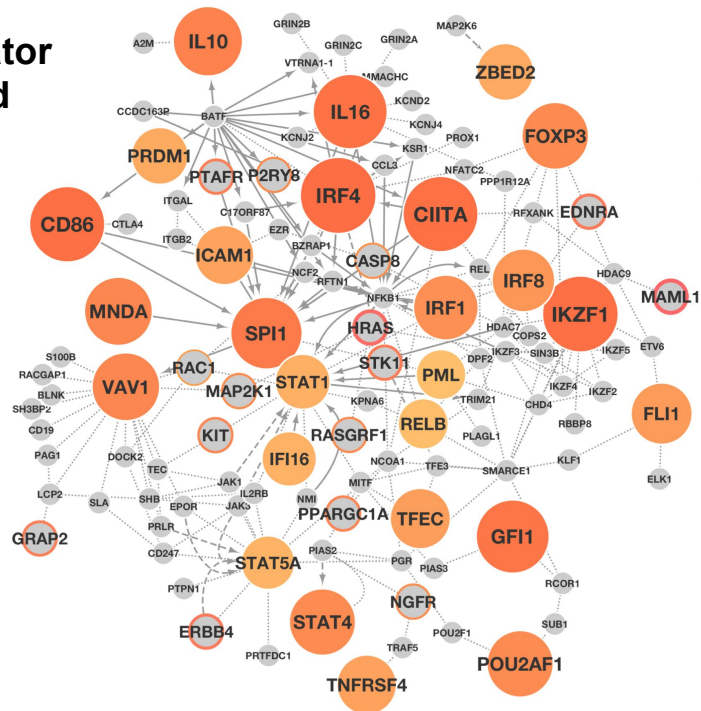 ator
d
GRIN2B
MAP2K6
A2M
IL10
GRIN2C
GRIN2A
VTRNA1-1
MMACHC
ZBED2
CCDC163P
BATF
IL16
KCND2
KCNJ4
FOXP3
KCNJ2
KSR1
PROX1
PRDM1
PTAFR
P2RY8
CCL3
NFATC2
PPP1R12A
ITGAL
IRF4
CD86
CTLA4
C17ORF87
CIITA
RFXANK
EDNRA
ITGB2
EZR
BZRAP1
ICAM1
CASP8
NCF2
RFTN1
REL
IRF8
HDAC9
MAML1
NFKB1
MNDA
SPI1
HRAS
IRF1
IKZF1
HDAC7
COPS2
S100B
RAC1
STK11
DPF2
IKZF3
SIN3B
IKZF5
ETV6
RACGAP1
VAV1
STAT1
PML
BLNK
MAP2K1
IKZF4
IKZF2
SH3BP2
KPNA6
TRIM21
CHD4
CD19
KIT
RASGRF1
RELB
RBBP8
FLI1
PLAGL1
PAG1
DOCK2
TEC
IFI16
NCOA1
TFE3
SMARCE1
KLF1
ELK1
LCP2
SLA
SHB
JAK1
IL2RB
NMI
MITF
EPOR
JAK3
PPARGC1A
TFEC
GRAP2
PRLR
GFI1
CD247
STAT5A
PIAS2
PGR
PIAS3
PTPN1
NGFR
RCOR1
ERBB4
STAT4
POU2F1
SUB1
PRTFDC1
TRAF5
POU2AF1
TNFRSF4